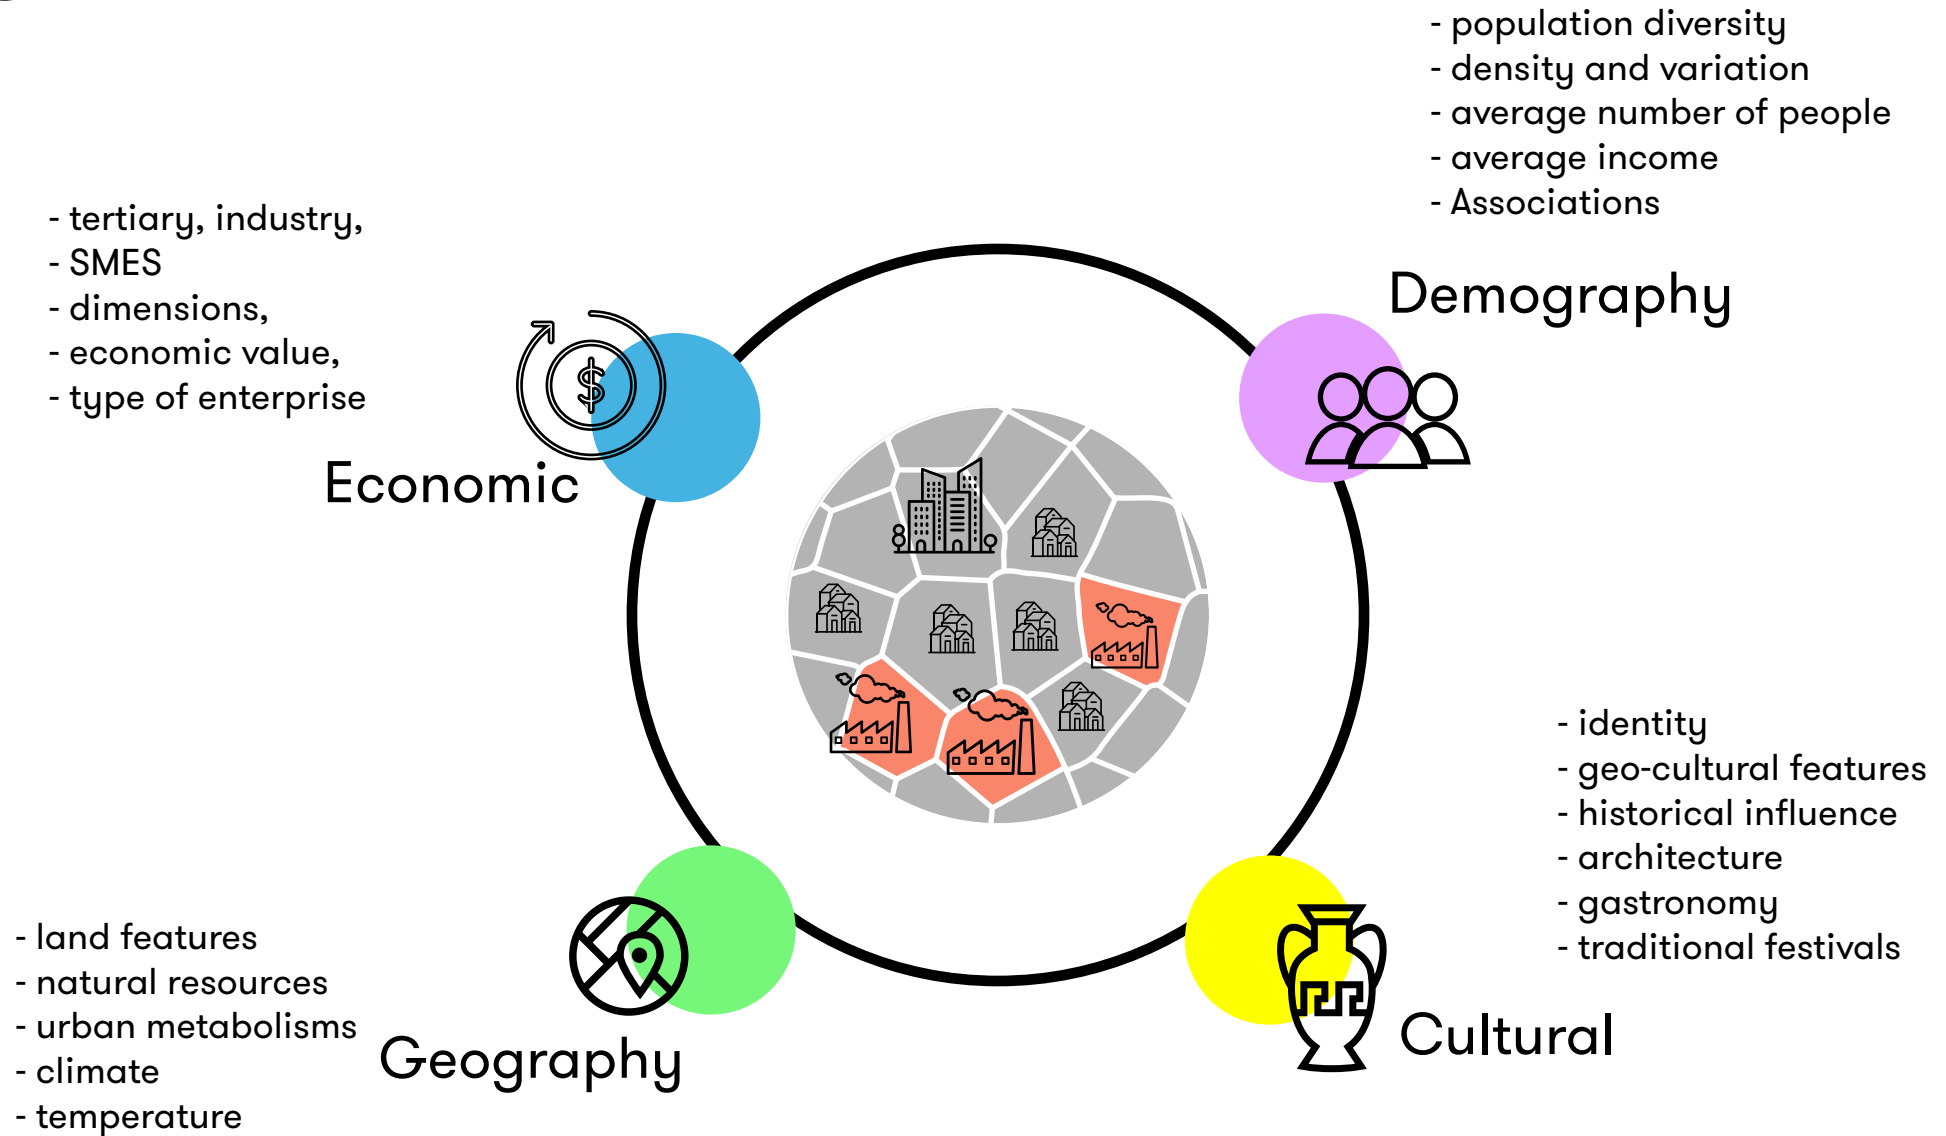 - population diversity
- density and variation
- average number of people
- average income
- Associations
Demography
- tertiary, industry,
- SMES
- dimensions,
- economic value,
- type of enterprise
$
Economic
- identity
- geo-cultural features
- historical influence
- architecture
- gastronomy
- traditional festivals
Cultural
- land features
- natural resources
- urban metabolisms
- climate
- temperature
Geography